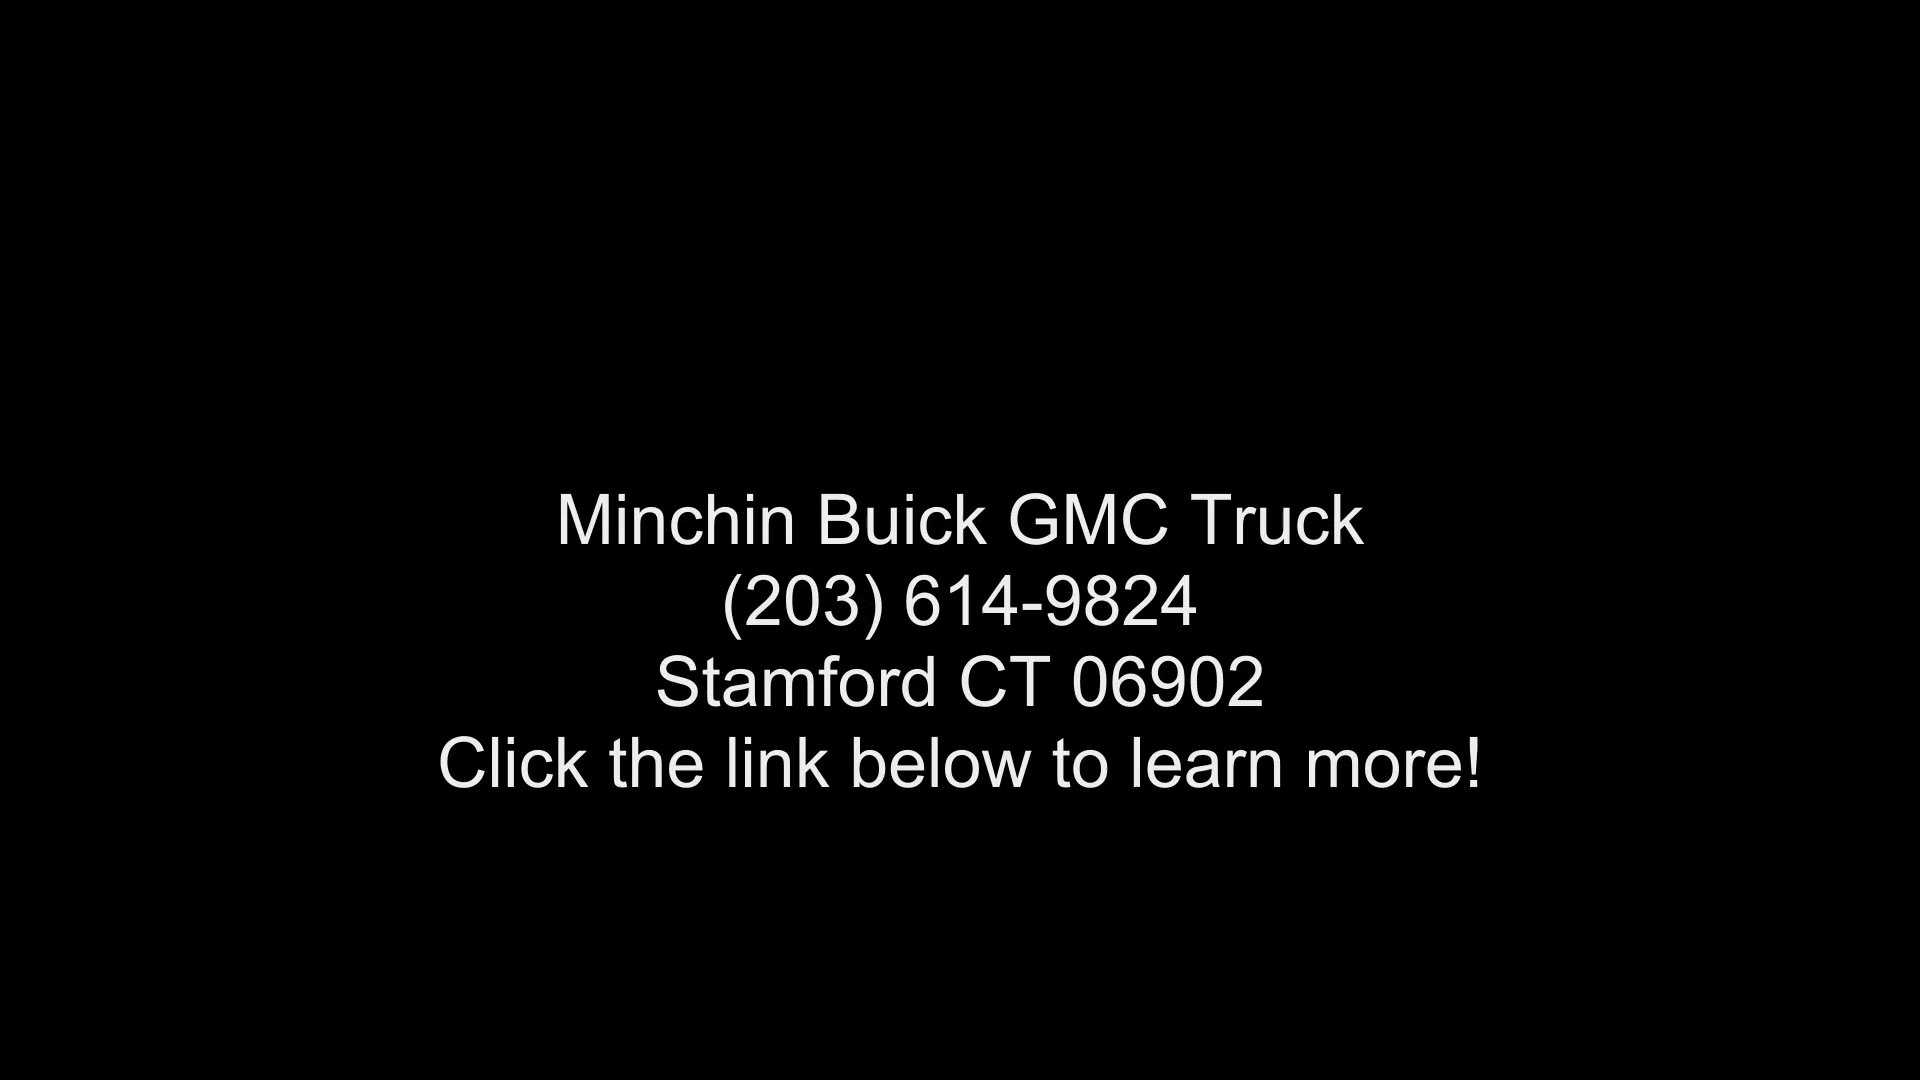 Minchin Buick GMC Truck
(203) 614-9824
Stamford CT 06902
Click the link below to learn more!